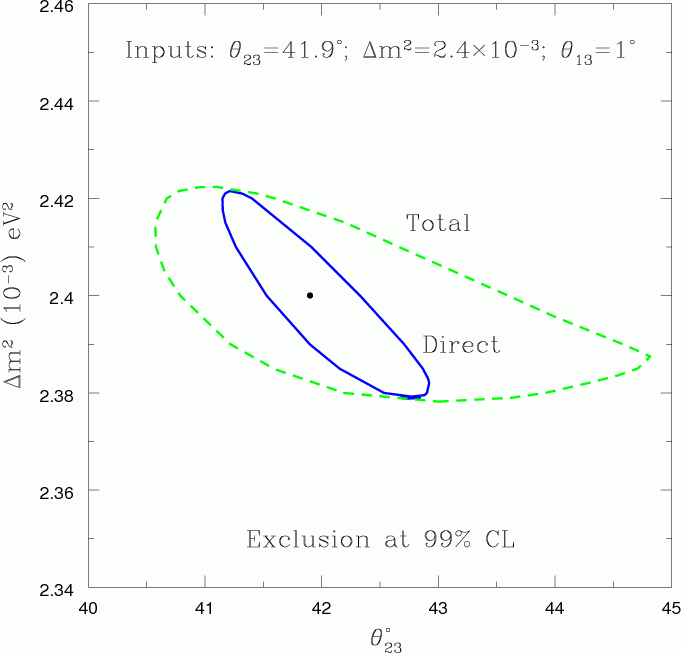 2.46
Inputs: θ₂₃=41.9°; Δm²=2.4×10⁻³; θ₁₃=1°
2.44
2.42
Total
2.4
Direct
2.38
2.36
Exclusion at 99% CL
2.34
40 41 42 43 44 45
θ₂₃°
Δm² (10⁻³) eV²